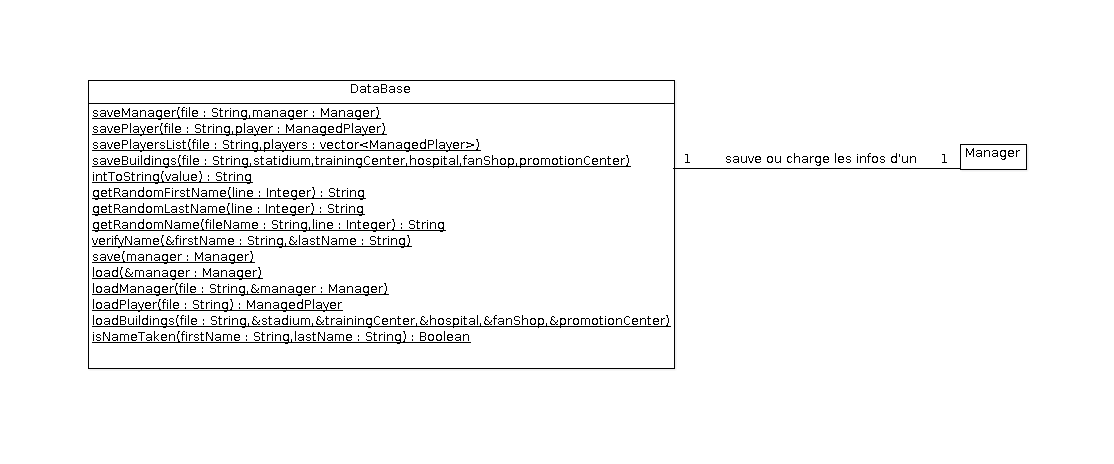 DataBase
saveManager(file : String,manager : Manager)
savePlayer(file : String,player : ManagedPlayer)
savePlayersList(file : String,players : vector<ManagedPlayer>)
saveBuildings(file : String,statidium,trainingCenter,hospital,fanShop,promotionCenter)
intToString(value) : String
getRandomFirstName(line : Integer) : String
getRandomLastName(line : Integer) : String
getRandomName(fileName : String,line : Integer) : String
verifyName(&firstName : String,&lastName : String)
save(manager : Manager)
load(&manager : Manager)
loadManager(file : String,&manager : Manager)
loadPlayer(file : String) : ManagedPlayer
loadBuildings(file : String,&stadium,&trainingCenter,&hospital,&fanShop,&promotionCenter)
isNameTaken(firstName : String,lastName : String) : Boolean
1 sauve ou charge les infos d'un 1
Manager